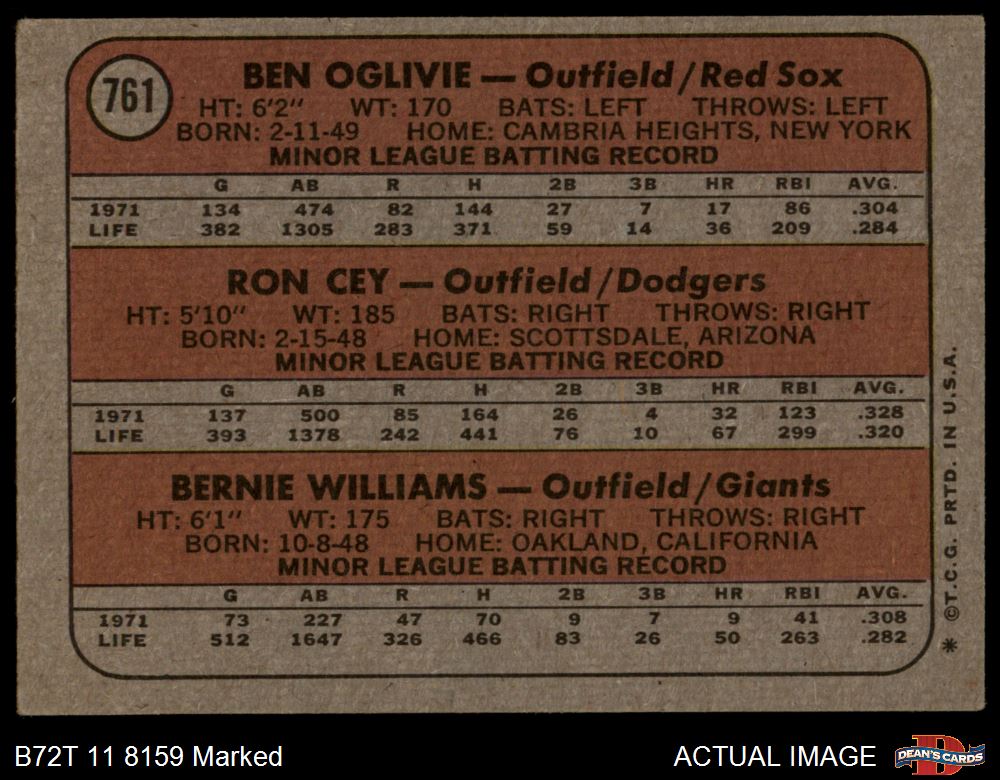 761
BEN OGLIVIE — Outfield/Red Sox
HT: 6'2" WT: 170 BATS: LEFT THROWS: LEFT
BORN: 2-11-49 HOME: CAMBRIA HEIGHTS, NEW YORK
MINOR LEAGUE BATTING RECORD
G AB R H 2B 3B HR RBI AVG.
1971 134 474 82 144 27 7 17 86 .304
LIFE 382 1305 283 371 59 14 36 209 .284
RON CEY — Outfield/Dodgers
HT: 5'10" WT: 185 BATS: RIGHT THROWS: RIGHT
BORN: 2-15-48 HOME: SCOTTSDALE, ARIZONA
MINOR LEAGUE BATTING RECORD
G AB R H 2B 3B HR RBI AVG.
1971 137 500 85 164 26 4 32 123 .328
LIFE 393 1378 242 441 76 10 67 299 .320
BERNIE WILLIAMS — Outfield/Giants
HT: 6'1" WT: 175 BATS: RIGHT THROWS: RIGHT
BORN: 10-8-48 HOME: OAKLAND, CALIFORNIA
MINOR LEAGUE BATTING RECORD
G AB R H 2B 3B HR RBI AVG.
1971 73 227 47 70 9 7 9 41 .308
LIFE 512 1647 326 466 83 26 50 263 .282
* ©T.C.G. PRTD. IN U.S.A.
B72T 11 8159 Marked
ACTUAL IMAGE
DEAN'S CARDS